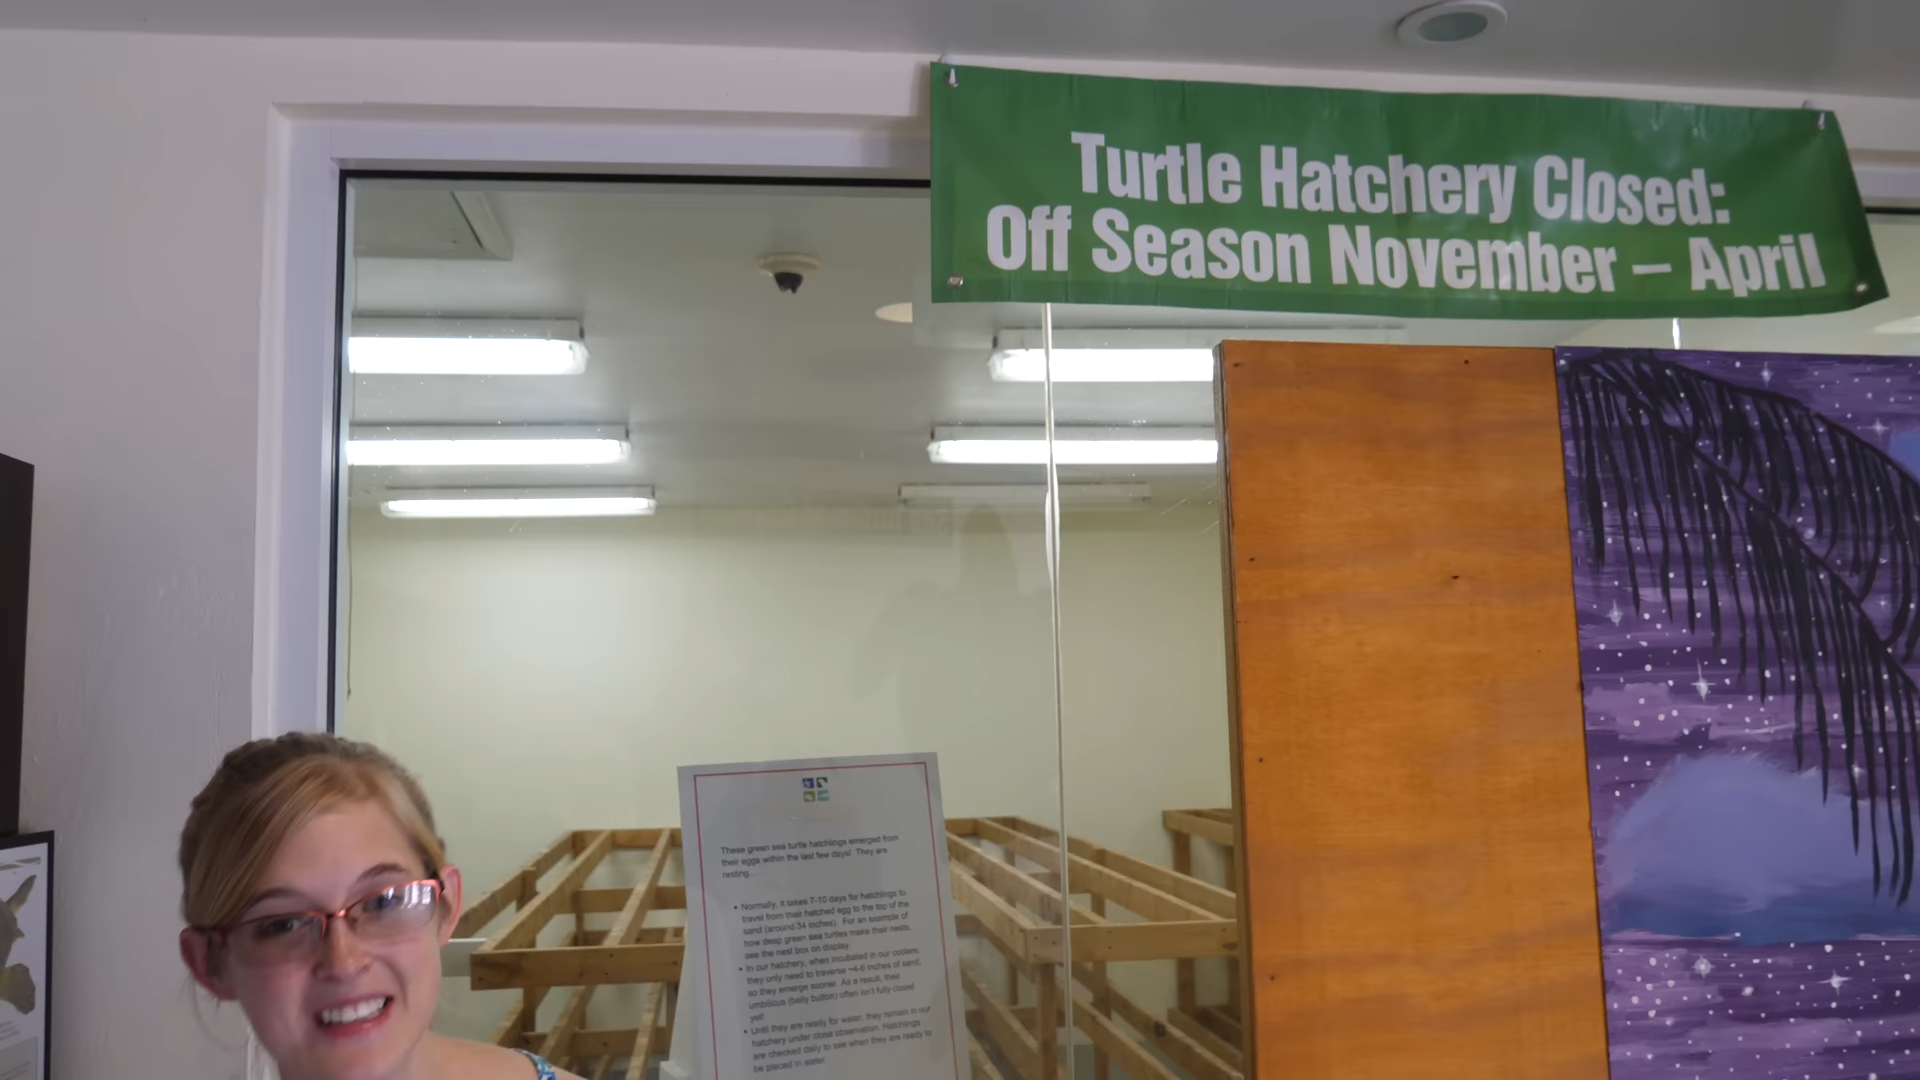 Turtle Hatchery Closed:
Off Season November – April
These green sea turtle hatchlings emerged from
their eggs within the last few days! They are
resting...
• Normally, it takes 7-10 days for hatchlings to
travel from their hatched egg to the top of the
sand (around 34 inches). For an example of
how deep green sea turtles make their nests,
see the nest box on display.
• In our hatchery, when incubated in our coolers,
they only need to traverse ~4-6 inches of sand,
so they emerge sooner. As a result, their
umbilicus (belly button) often isn't fully closed
yet!
• Until they are ready for water, they remain in our
hatchery under close observation. Hatchlings
are checked daily to see when they are ready to
be placed in water.